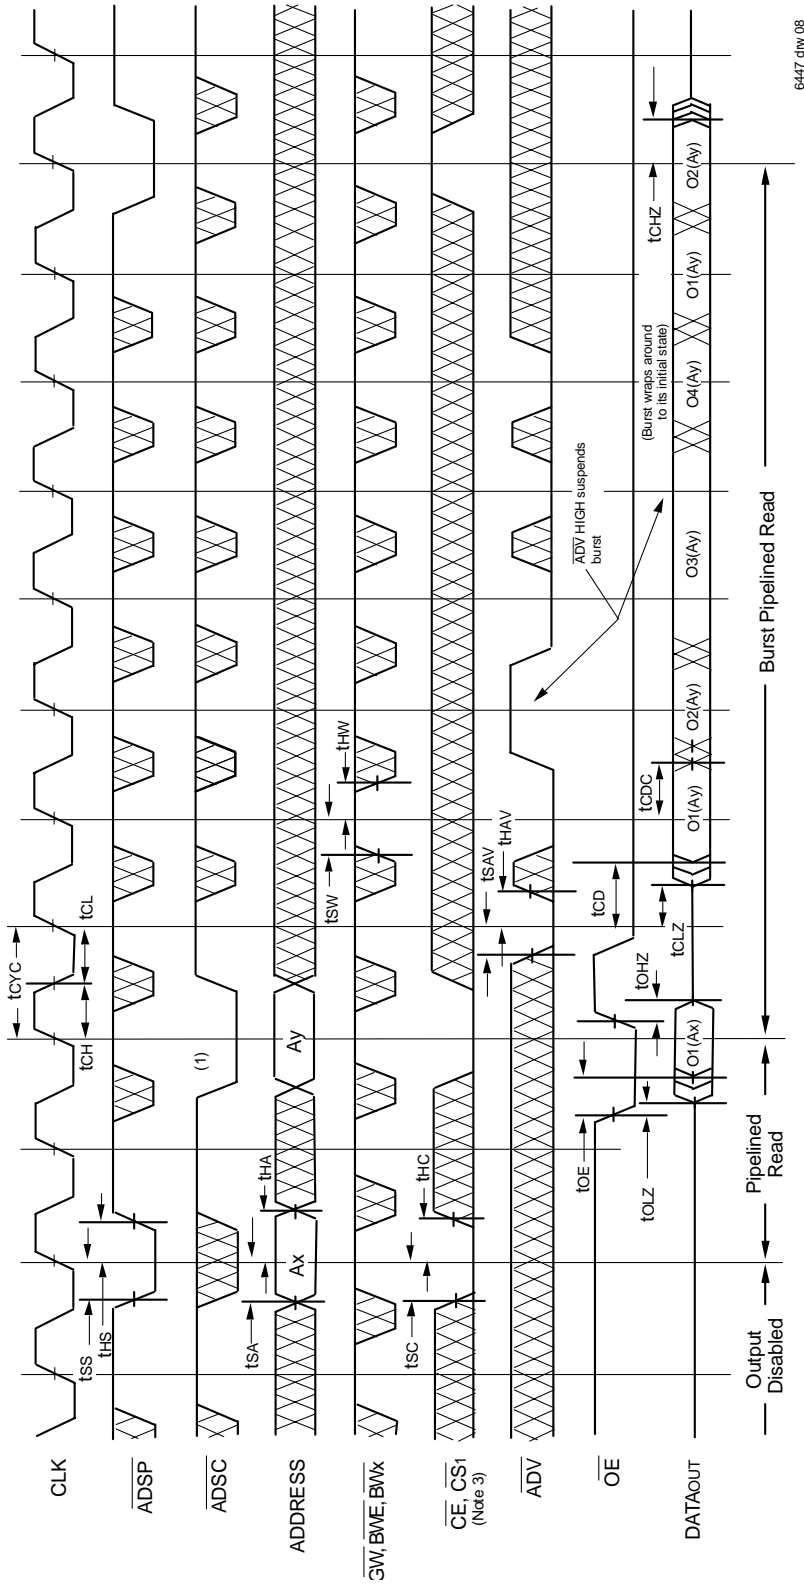 6447 drw 08
CLK
tCYC
tCH
tCL
tSS
tHS
ADSP
ADSC
(1)
ADDRESS
tSA
tHA
Ax
Ay
GW, BWE, BWx
tSW
tHW
CE, CS1
(Note 3)
tSC
tHC
ADV
tSAV
tHAV
ADV HIGH suspends
burst
OE
tOE
tOHZ
tOLZ
tCD
tCLZ
tCDC
tCHZ
(Burst wraps around
to its initial state)
DATAOUT
O1(Ax)
O1(Ay)
O2(Ay)
O3(Ay)
O4(Ay)
O1(Ay)
O2(Ay)
Output
Disabled
Pipelined
Read
Burst Pipelined Read